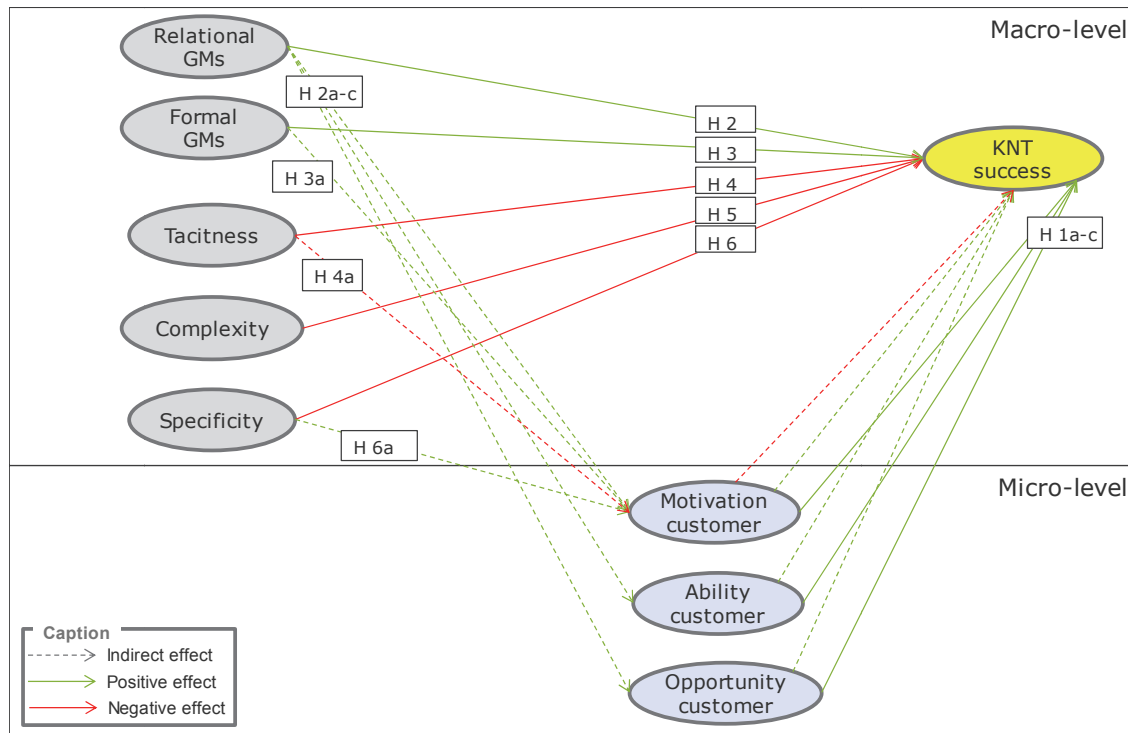 Macro-level
Relational
GMs
H 2a-c
Formal
GMs
H 2
H 3
KNT
success
H 3a
H 4
Tacitness
H 5
H 1a-c
H 6
H 4a
Complexity
Specificity
H 6a
Micro-level
Motivation
customer
Ability
customer
Caption
Indirect effect
Positive effect
Negative effect
Opportunity
customer